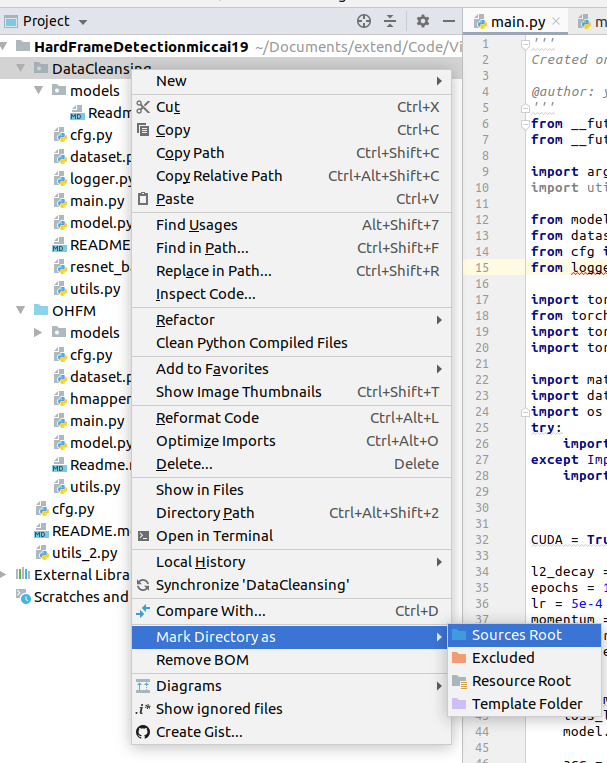 Project
main.py
HardFrameDetectionmiccai19 ~/Documents/extend/Code/Vi
DataCleansing
models
Readm
cfg.py
dataset.p
logger.py
main.py
model.py
README
resnet_ba
utils.py
OHFM
models
cfg.py
dataset.p
hmapper
main.py
model.py
Readme.
utils.py
cfg.py
README.m
utils_2.py
External Libra
Scratches and
New
Cut Ctrl+X
Copy Ctrl+C
Copy Path Ctrl+Shift+C
Copy Relative Path Ctrl+Alt+Shift+C
Paste Ctrl+V
Find Usages Alt+Shift+7
Find in Path... Ctrl+Shift+F
Replace in Path... Ctrl+Shift+R
Inspect Code...
Refactor
Clean Python Compiled Files
Add to Favorites
Show Image Thumbnails Ctrl+Shift+T
Reformat Code Ctrl+Alt+L
Optimize Imports Ctrl+Alt+O
Delete... Delete
Show in Files
Directory Path Ctrl+Alt+Shift+2
Open in Terminal
Local History
Synchronize 'DataCleansing'
Compare With... Ctrl+D
Mark Directory as
Remove BOM
Diagrams
Show ignored files
Create Gist...
Sources Root
Excluded
Resource Root
Template Folder
1 '''
2 Created on
3
4 @author: y
5 '''
6 from __fut
7 from __fut
8
9 import arg
10 import uti
11
12 from model
13 from datas
14 from cfg i
15 from logge
16
17 import tor
18 from torch
19 import tor
20 import tor
21
22 import mat
23 import dat
24 import os
25 try:
26 import
27 except Imp
28 import
29
30
31
32 CUDA = Tru
33
34 l2_decay =
35 epochs = 1
36 lr = 5e-4
37 momentum =
43 loss_l
44 model.
45
46 acc =